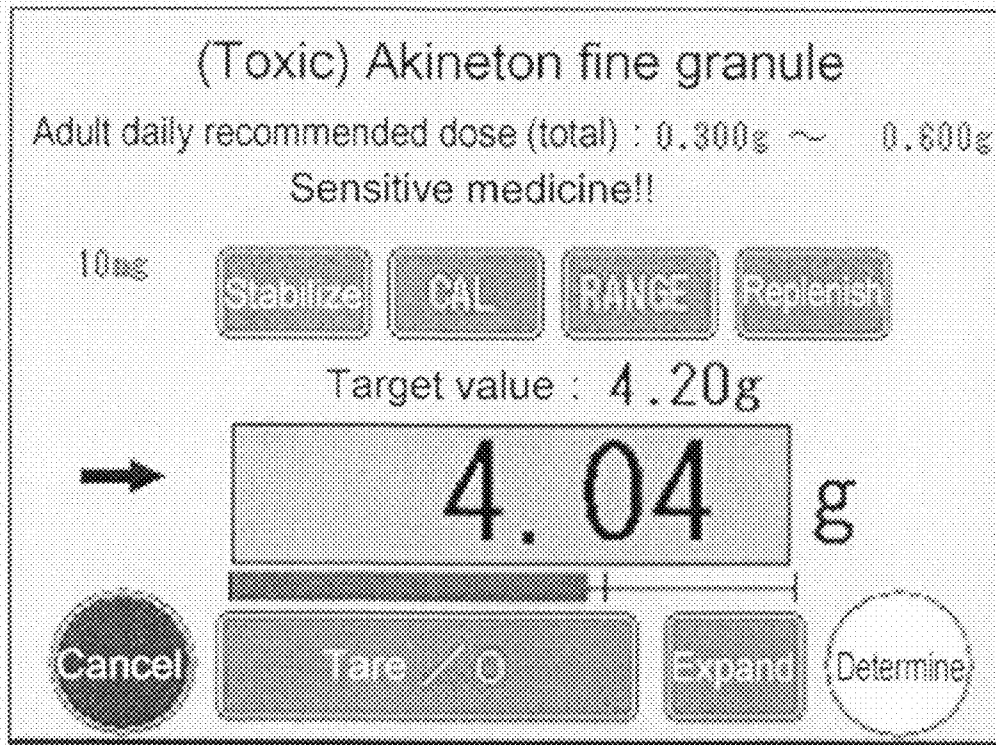 (Toxic) Akineton fine granule
Adult daily recommended dose (total) : 0.300g ～ 0.600g
Sensitive medicine!!
10mg Stabilize CAL RANGE Replenish
Target value : 4.20g
4.04 g
Cancel Tare／0 Expand Determine